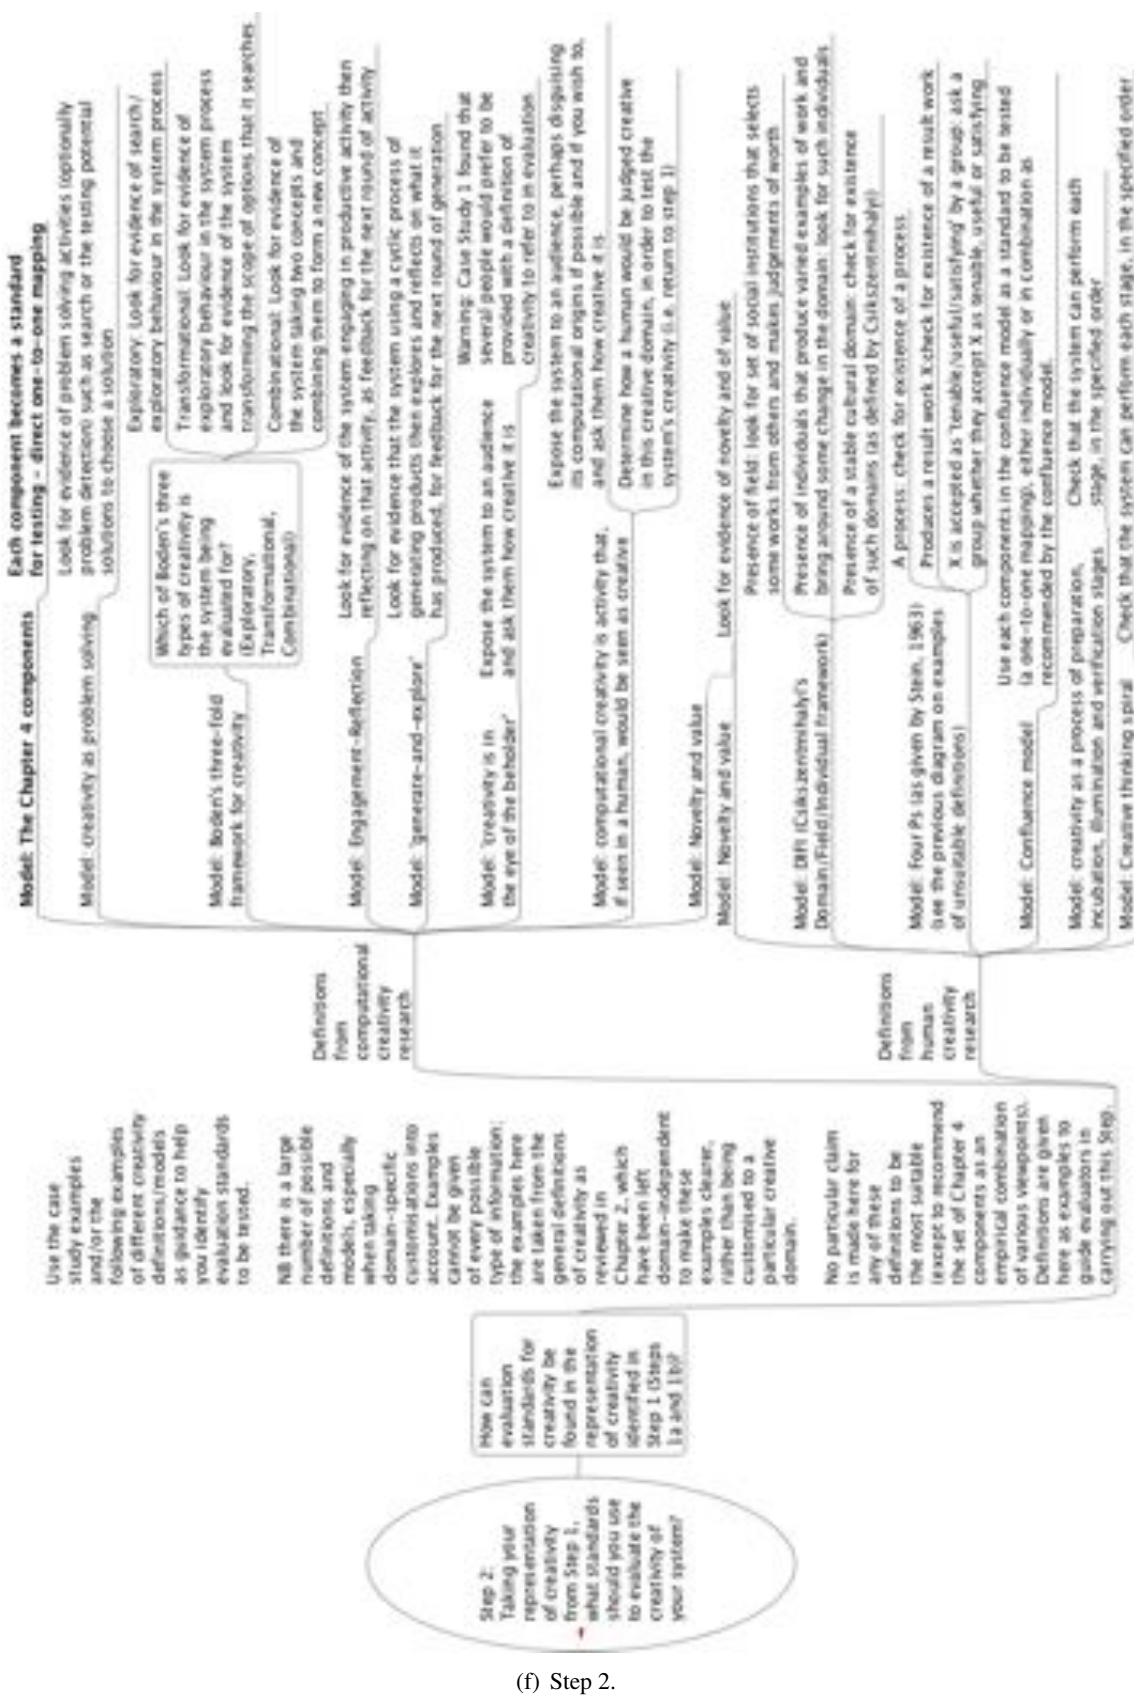 Step 2:
Taking your
representation
of creativity
from Step 1,
what standards
should you use
to evaluate the
creativity of
your system?
How can
evaluation
standards for
creativity be
found in the
representation
of creativity
identified in
Step 1 (Steps
1a and 1b)?
Use the case
study examples
and/or the
following examples
of different creativity
definitions/models
as guidance to help
you identify
evaluation standards
to be tested.
NB there is a large
number of possible
definitions and
models, especially
when taking
domain-specific
customisations into
account. Examples
cannot be given
of every possible
type of information;
the examples here
are taken from the
general definitions
of creativity as
reviewed in
Chapter 2, which
have been left
domain-independent
to make these
examples clearer,
rather than being
customised to a
particular creative
domain.
No particular claim
is made here for
any of these
definitions to be
the most suitable
(except to recommend
the set of Chapter 4
components as an
empirical combination
of various viewpoints).
Definitions are given
here as examples to
guide evaluators in
carrying out this Step.
Definitions
from
computational
creativity
research
Model: The Chapter 4 components
Each component becomes a standard
for testing - direct one-to-one mapping
Model: creativity as problem solving
Look for evidence of problem solving activities (optionally
problem detection) such as search or the testing potential
solutions to choose a solution
Model: Boden's three-fold
framework for creativity
Which of Boden's three
types of creativity is
the system being
evaluated for?
(Exploratory,
Transformational,
Combinational)
Exploratory: Look for evidence of search/
exploratory behaviour in the system process
Transformational: Look for evidence of
exploratory behaviour in the system process
and look for evidence of the system
transforming the scope of options that it searches
Combinational: Look for evidence of
the system taking two concepts and
combining them to form a new concept
Model: Engagement-Reflection
Look for evidence of the system engaging in productive activity then
reflecting on that activity, as feedback for the next round of activity
Model: 'generate-and-explore'
Look for evidence that the system using a cyclic process of
generating products then explores and reflects on what it
has produced, for feedback for the next round of generation
Model: 'creativity is in
the eye of the beholder'
Expose the system to an audience
and ask them how creative it is
Warning: Case Study 1 found that
several people would prefer to be
provided with a definition of
creativity to refer to in evaluation
Model: computational creativity is activity that,
if seen in a human, would be seen as creative
Expose the system to an audience, perhaps disguising
its computational origins if possible and if you wish to,
and ask them how creative it is
Determine how a human would be judged creative
in this creative domain, in order to test the
system's creativity (i.e. return to step 1)
Model: Novelty and value
Definitions
from
human
creativity
research
Model: Novelty and value
Look for evidence of novelty and of value
Model: DIFI (Csikszentmihalyi's
Domain/Field/Individual framework)
Presence of field: look for set of social institutions that selects
some works from others and makes judgements of worth
Presence of individuals that produce varied examples of work and
bring around some change in the domain: look for such individuals
Presence of a stable cultural domain: check for existence
of such domains (as defined by Csikszentmihalyi)
Model: Four Ps (as given by Stein, 1963)
(see the previous diagram on examples
of unsuitable definitions)
A process: check for existence of a process
Produces a result work X:check for existence of a result work
X is accepted as 'tenable/useful/satisfying' by a group: ask a
group whether they accept X as tenable, useful or satisfying
Model: Confluence model
Use each components in the confluence model as a standard to be tested
(a one-to-one mapping), either individually or in combination as
recommended by the confluence model.
Model: creativity as a process of preparation,
incubation, illumination and verification stages
Check that the system can perform each
stage, in the specified order
Model: Creative thinking spiral
Check that the system can perform each stage, in the specified order
(f) Step 2.